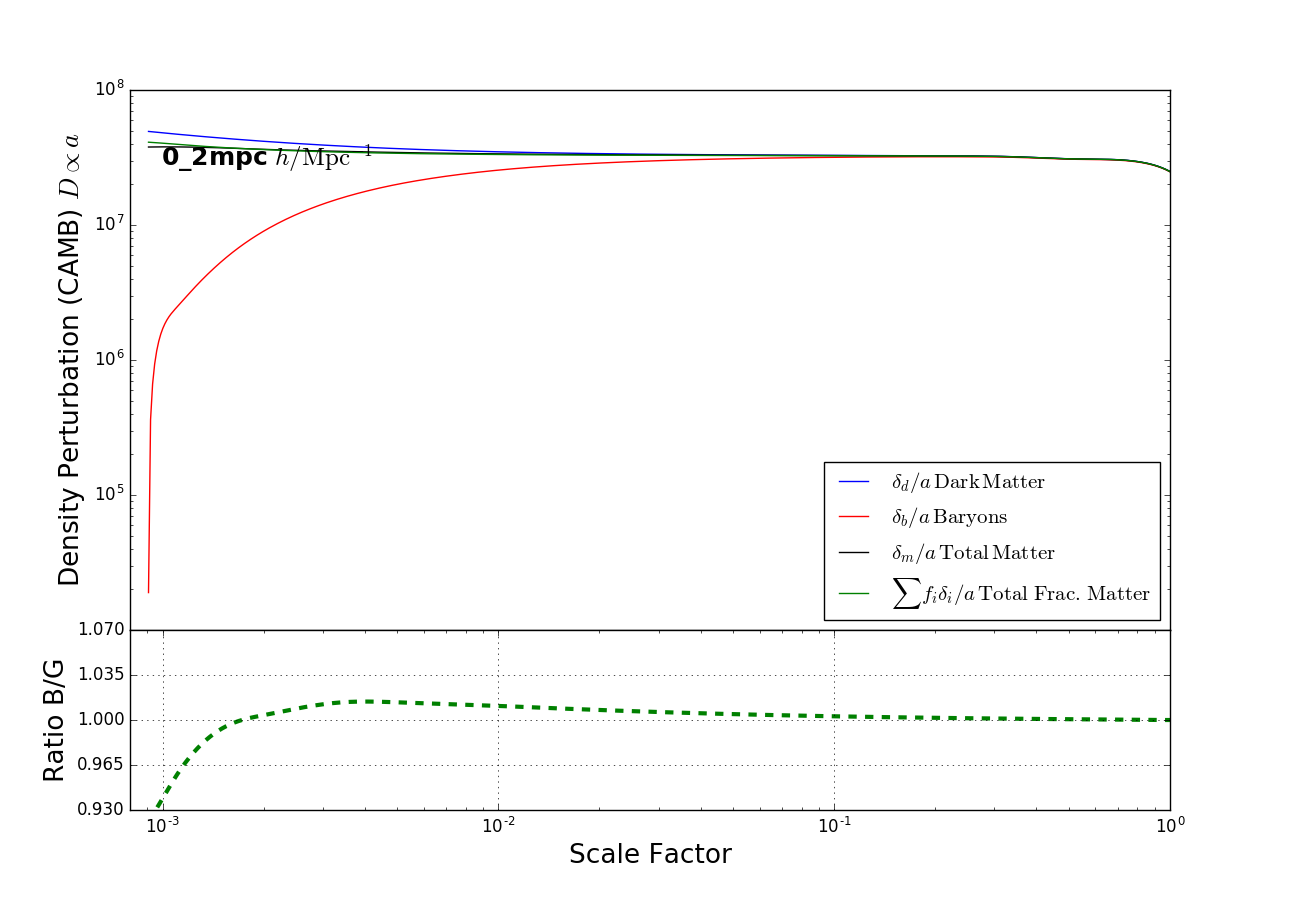 10^8
10^7
10^6
10^5
Density Perturbation (CAMB) D ∝ a
0_2mpc h/Mpc ^1
δ_d/a Dark Matter
δ_b/a Baryons
δ_m/a Total Matter
∑ f_i δ_i/a Total Frac. Matter
1.070
1.035
1.000
0.965
0.930
Ratio B/G
10^-3
10^-2
10^-1
10^0
Scale Factor